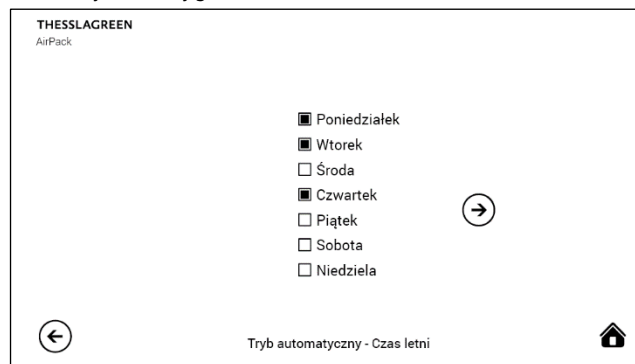 THESSLAGREEN
AirPack
Poniedziałek
Wtorek
Środa
Czwartek
Piątek
Sobota
Niedziela
Tryb automatyczny - Czas letni